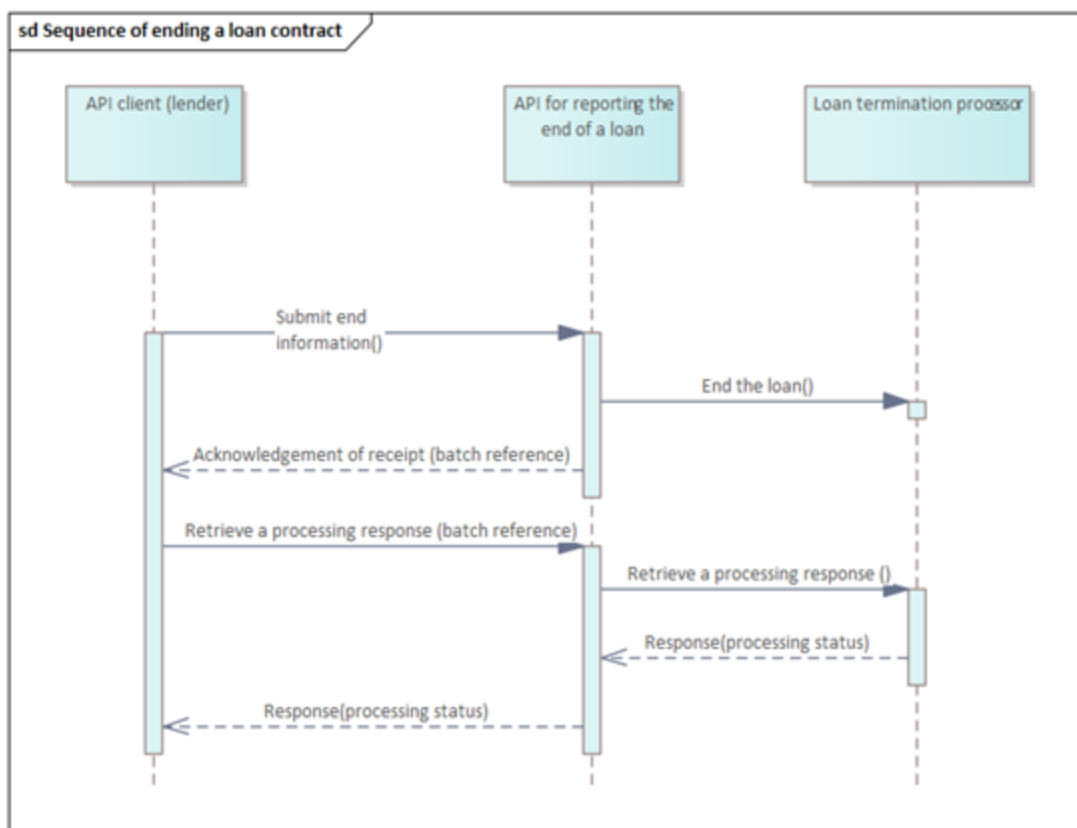 sd Sequence of ending a loan contract
API client (lender)
API for reporting the
end of a loan
Loan termination processor
Submit end
information()
End the loan()
Acknowledgement of receipt (batch reference)
Retrieve a processing response (batch reference)
Retrieve a processing response ()
Response(processing status)
Response(processing status)